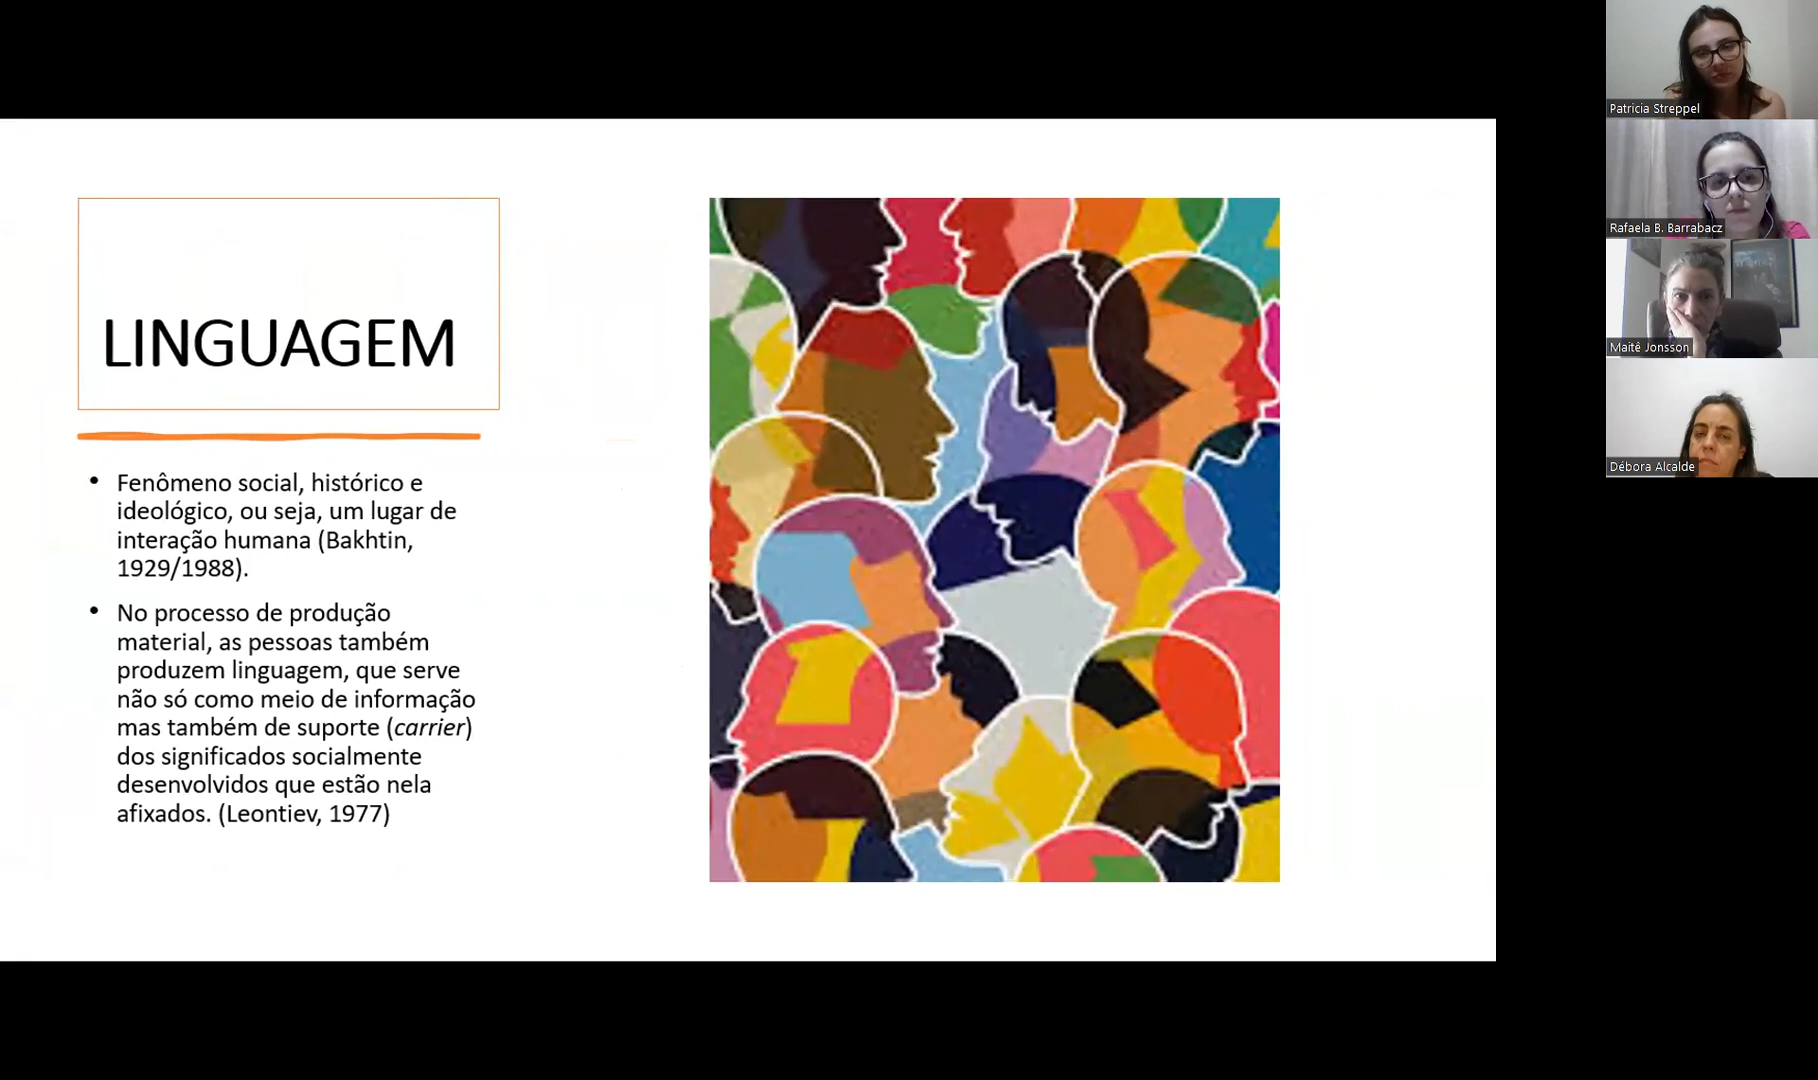 LINGUAGEM
• Fenômeno social, histórico e
ideológico, ou seja, um lugar de
interação humana (Bakhtin,
1929/1988).
• No processo de produção
material, as pessoas também
produzem linguagem, que serve
não só como meio de informação
mas também de suporte (carrier)
dos significados socialmente
desenvolvidos que estão nela
afixados. (Leontiev, 1977)
Patricia Streppel
Rafaela B. Barrabacz
Maitê Jonsson
Débora Alcalde